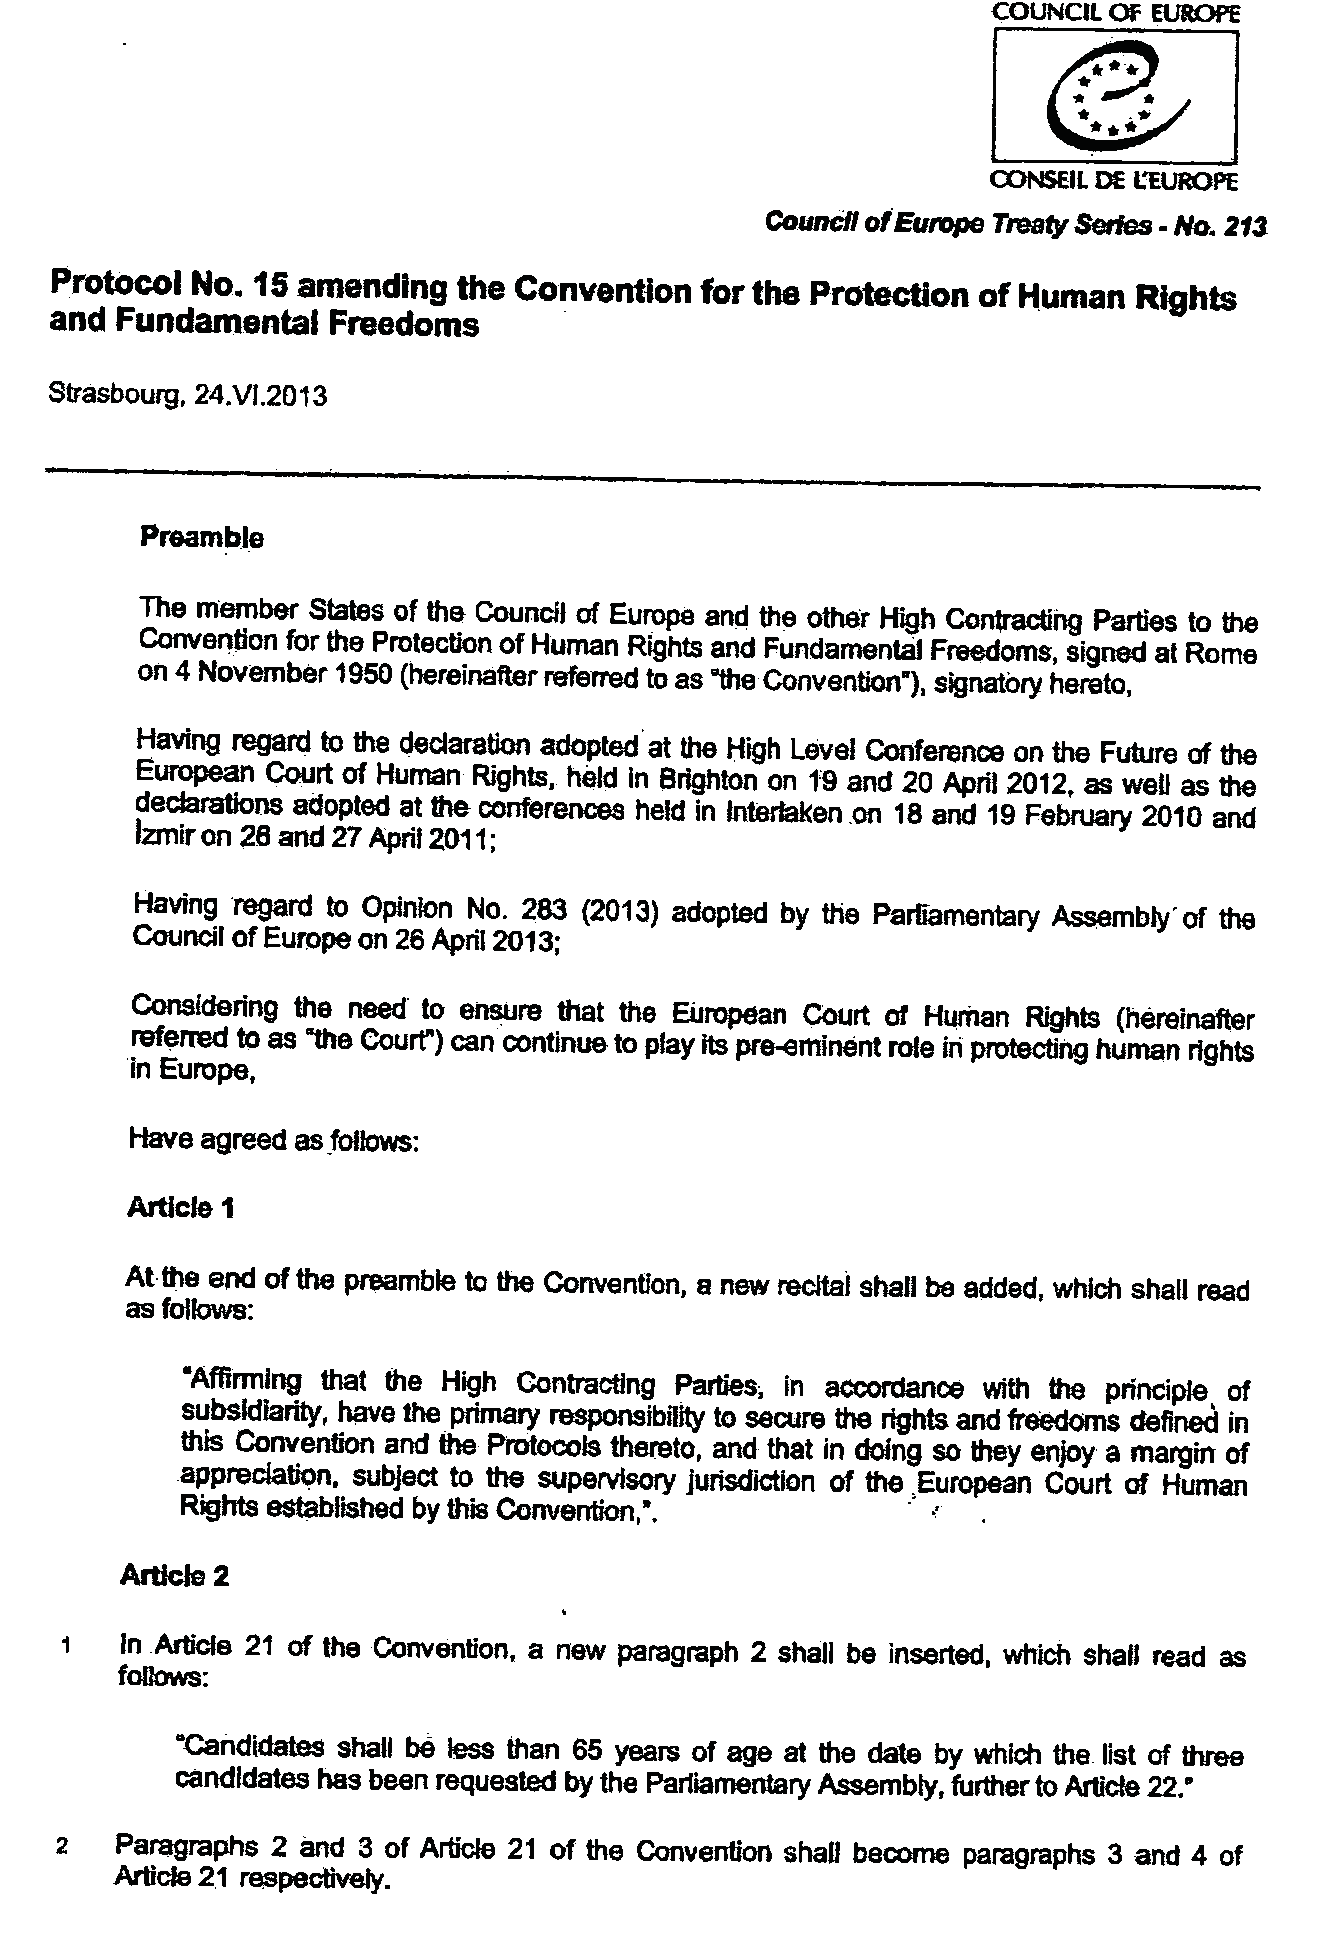 COUNCIL OF EUROPE
CONSEIL DE L'EUROPE
Council of Europe Treaty Series - No. 213
Protocol No. 15 amending the Convention for the Protection of Human Rights
and Fundamental Freedoms
Strasbourg, 24.VI.2013
Preamble
The member States of the Council of Europe and the other High Contracting Parties to the
Convention for the Protection of Human Rights and Fundamental Freedoms, signed at Rome
on 4 November 1950 (hereinafter referred to as "the Convention"), signatory hereto,
Having regard to the declaration adopted at the High Level Conference on the Future of the
European Court of Human Rights, held in Brighton on 19 and 20 April 2012, as well as the
declarations adopted at the conferences held in Interlaken on 18 and 19 February 2010 and
İzmir on 26 and 27 April 2011;
Having regard to Opinion No. 283 (2013) adopted by the Parliamentary Assembly of the
Council of Europe on 26 April 2013;
Considering the need to ensure that the European Court of Human Rights (hereinafter
referred to as "the Court") can continue to play its pre-eminent role in protecting human rights
in Europe,
Have agreed as follows:
Article 1
At the end of the preamble to the Convention, a new recital shall be added, which shall read
as follows:
"Affirming that the High Contracting Parties, in accordance with the principle of
subsidiarity, have the primary responsibility to secure the rights and freedoms defined in
this Convention and the Protocols thereto, and that in doing so they enjoy a margin of
appreciation, subject to the supervisory jurisdiction of the European Court of Human
Rights established by this Convention,".
Article 2
1 In Article 21 of the Convention, a new paragraph 2 shall be inserted, which shall read as
follows:
"Candidates shall be less than 65 years of age at the date by which the list of three
candidates has been requested by the Parliamentary Assembly, further to Article 22."
2 Paragraphs 2 and 3 of Article 21 of the Convention shall become paragraphs 3 and 4 of
Article 21 respectively.